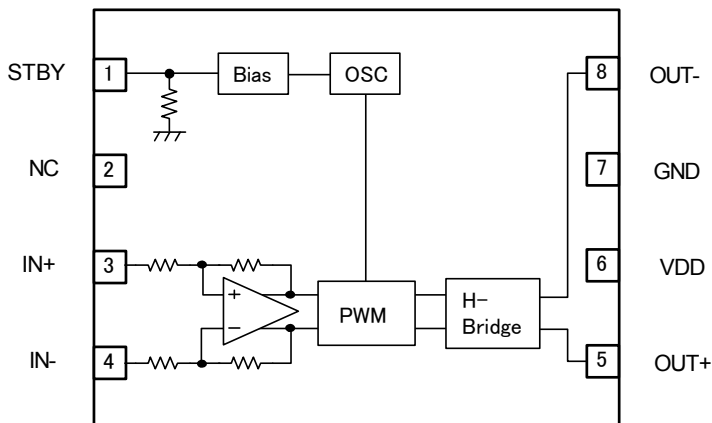 STBY 1 Bias OSC 8 OUT-
NC 2 7 GND
IN+ 3 6 VDD
+ PWM H-
Bridge
-
IN- 4 5 OUT+